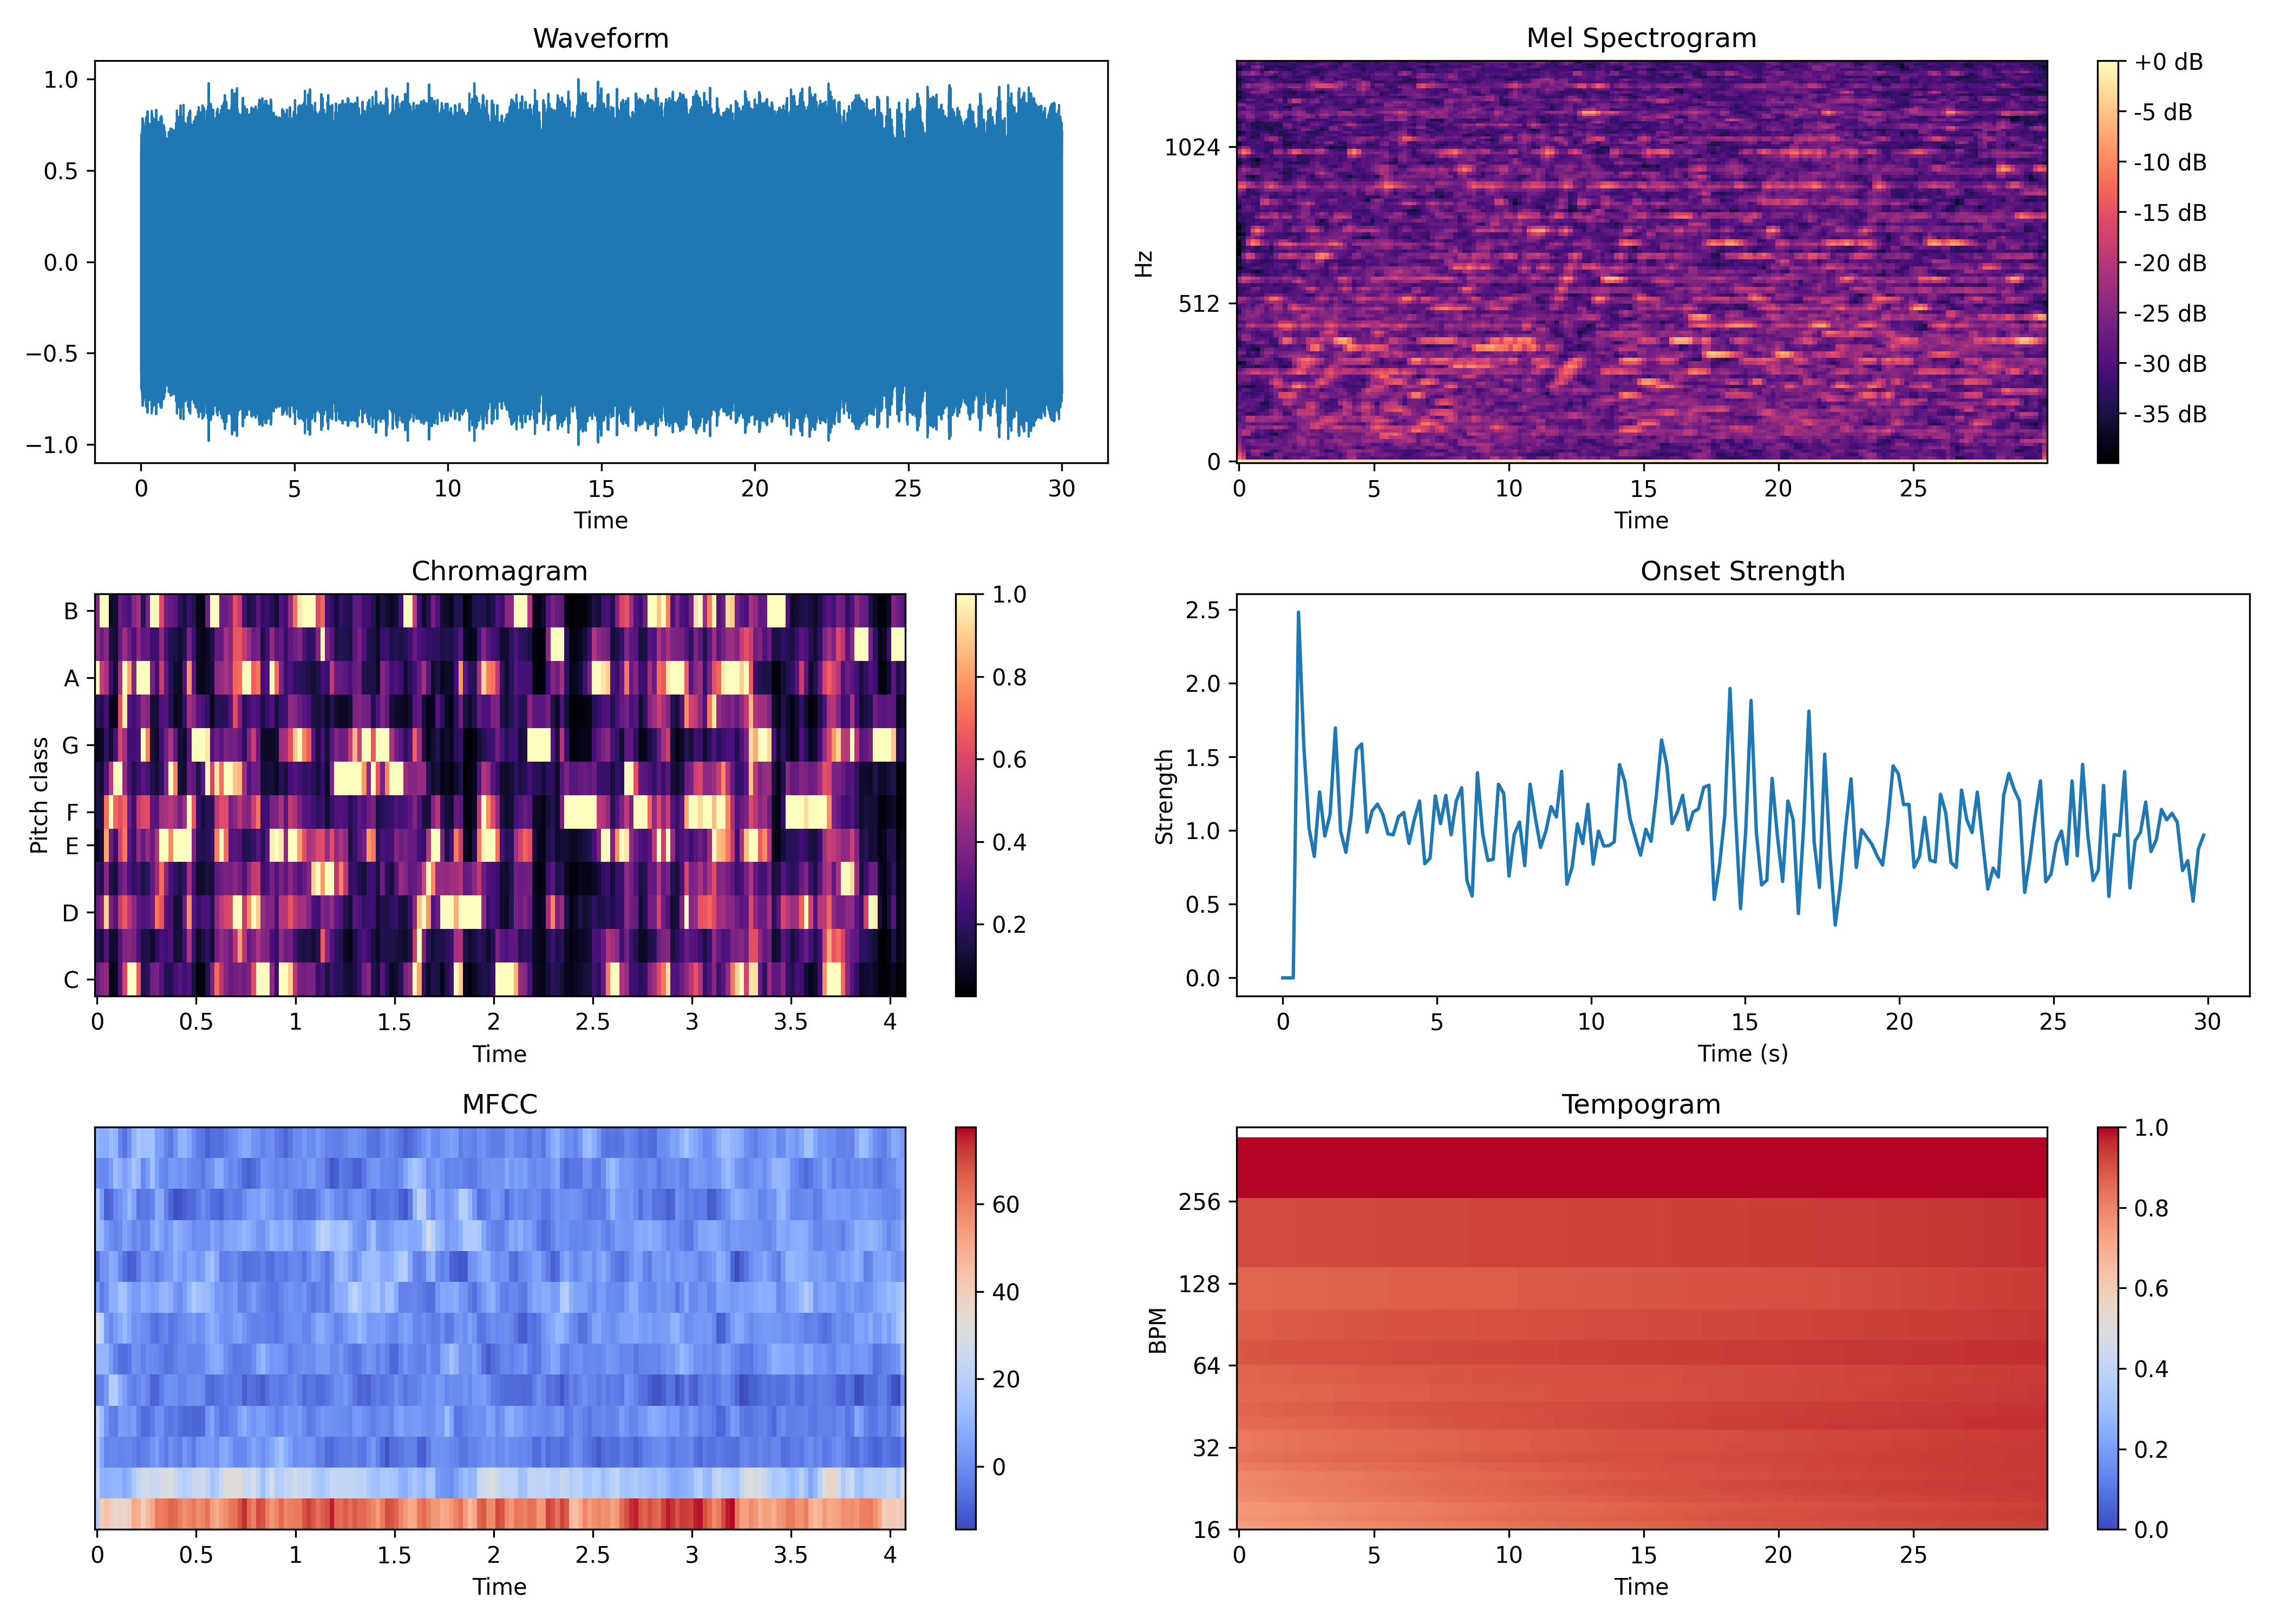 Waveform
1.0
0.5
0.0
−0.5
−1.0
0 5 10 15 20 25 30
Time
Mel Spectrogram
Hz
1024
512
0
0 5 10 15 20 25
Time
+0 dB
-5 dB
-10 dB
-15 dB
-20 dB
-25 dB
-30 dB
-35 dB
Chromagram
Pitch class
B
A
G
F
E
D
C
0 0.5 1 1.5 2 2.5 3 3.5 4
Time
1.0
0.8
0.6
0.4
0.2
Onset Strength
Strength
2.5
2.0
1.5
1.0
0.5
0.0
0 5 10 15 20 25 30
Time (s)
MFCC
0 0.5 1 1.5 2 2.5 3 3.5 4
Time
60
40
20
0
Tempogram
BPM
256
128
64
32
16
0 5 10 15 20 25
Time
1.0
0.8
0.6
0.4
0.2
0.0